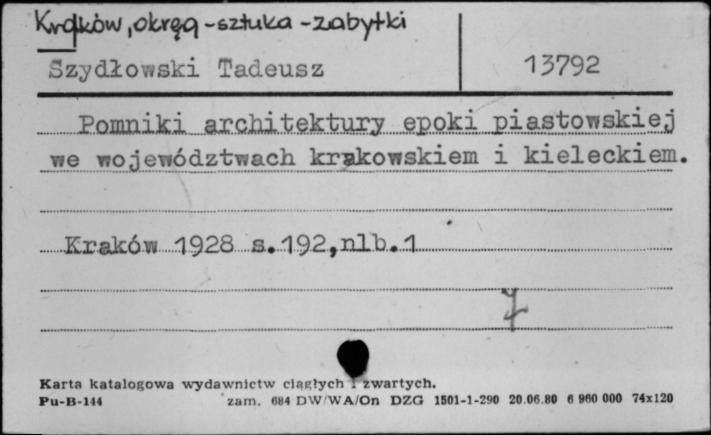 Kraków, okręg - sztuka - zabytki
Szydłowski Tadeusz 13792
Pomniki architektury epoki piastowskiej
we województwach krakowskiem i kieleckiem.
Kraków 1928 s.192,nlb.1
Karta katalogowa wydawnictw ciągłych i zwartych.
Pu-B-144 zam. 684 DW/WA/On DZG 1501-1-290 20.06.80 6 960 000 74x120